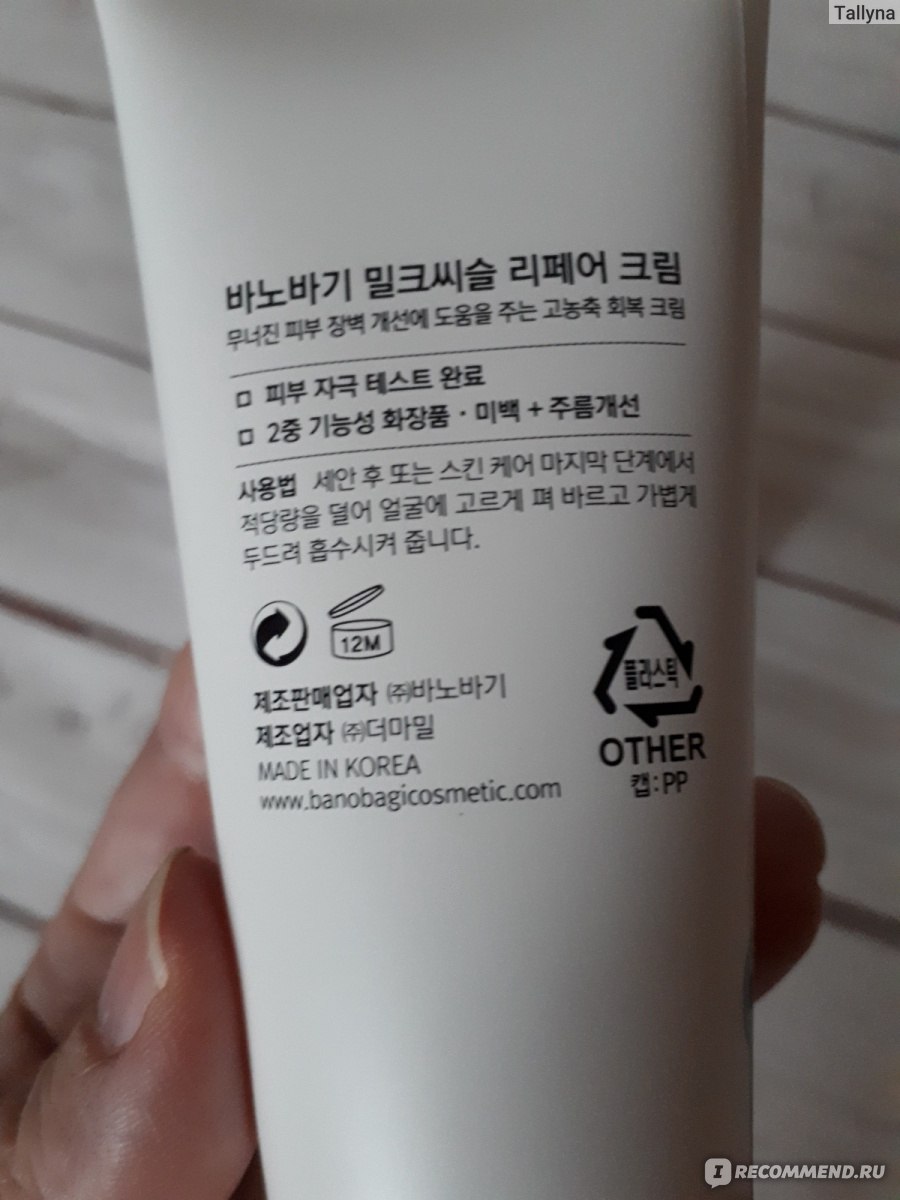 Tallyna
바노바기 밀크씨슬 리페어 크림
무너진 피부 장벽 개선에 도움을 주는 고농축 회복 크림
피부 자극 테스트 완료
2중 기능성 화장품 · 미백 + 주름개선
사용법 세안 후 또는 스킨 케어 마지막 단계에서
적당량을 덜어 얼굴에 고르게 펴 바르고 가볍게
두드려 흡수시켜 줍니다.
12M
제조판매업자 ㈜바노바기
제조업자 ㈜더마밀
MADE IN KOREA
www.banobagicosmetic.com
플라스틱
OTHER
캡:PP
RECOMMEND.RU